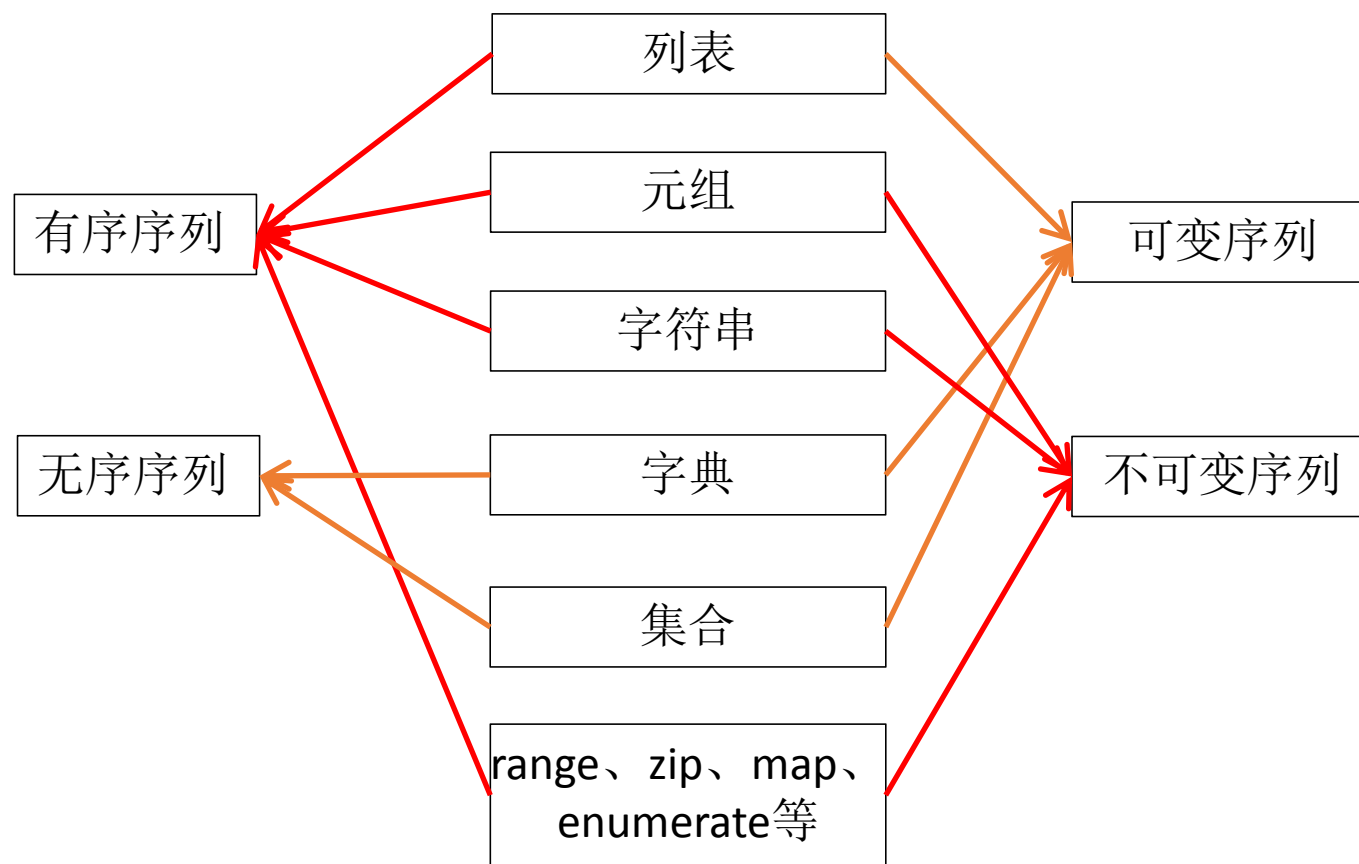 列表
元组
有序序列
可变序列
字符串
无序序列
字典
不可变序列
集合
range、zip、map、
enumerate等